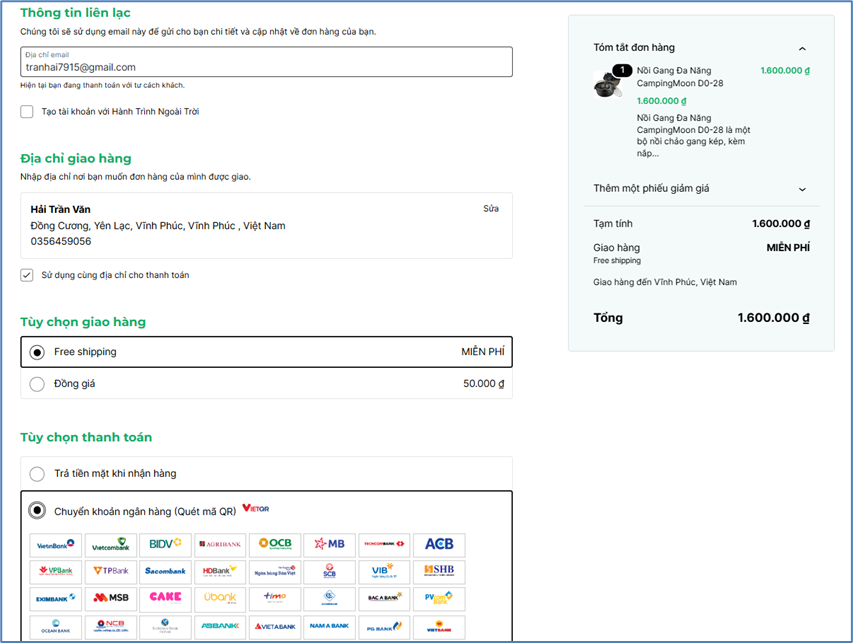 Thông tin liên lạc
Chúng tôi sẽ sử dụng email này để gửi cho bạn chi tiết và cập nhật về đơn hàng của bạn.
Địa chỉ email
tranhai7915@gmail.com
Hiện tại bạn đang thanh toán với tư cách khách.
Tạo tài khoản với Hành Trình Ngoài Trời
Địa chỉ giao hàng
Nhập địa chỉ nơi bạn muốn đơn hàng của mình được giao.
Hải Trần Văn
Sửa
Đồng Cương, Yên Lạc, Vĩnh Phúc, Vĩnh Phúc , Việt Nam
0356459056
Sử dụng cùng địa chỉ cho thanh toán
Tùy chọn giao hàng
Free shipping MIỄN PHÍ
Đồng giá 50.000 ₫
Tùy chọn thanh toán
Trả tiền mặt khi nhận hàng
Chuyển khoản ngân hàng (Quét mã QR) VIETQR
VietinBank Vietcombank BIDV AGRIBANK OCB MB TECHCOMBANK ACB
VPBank TPBank Sacombank HDBank SCB VIB SHB
EXIMBANK MSB CAKE Ubank timo BAC A BANK PVcomBank
OCEAN BANK NCB ABBANK VIETABANK NAM A BANK PG BANK VIETBANK
Tóm tắt đơn hàng
1
Nồi Gang Đa Năng 1.600.000 ₫
CampingMoon D0-28
1.600.000 ₫
Nồi Gang Đa Năng
CampingMoon D0-28 là một
bộ nồi chảo gang kép, kèm
nắp...
Thêm một phiếu giảm giá
Tạm tính 1.600.000 ₫
Giao hàng MIỄN PHÍ
Free shipping
Giao hàng đến Vĩnh Phúc, Việt Nam
Tổng 1.600.000 ₫